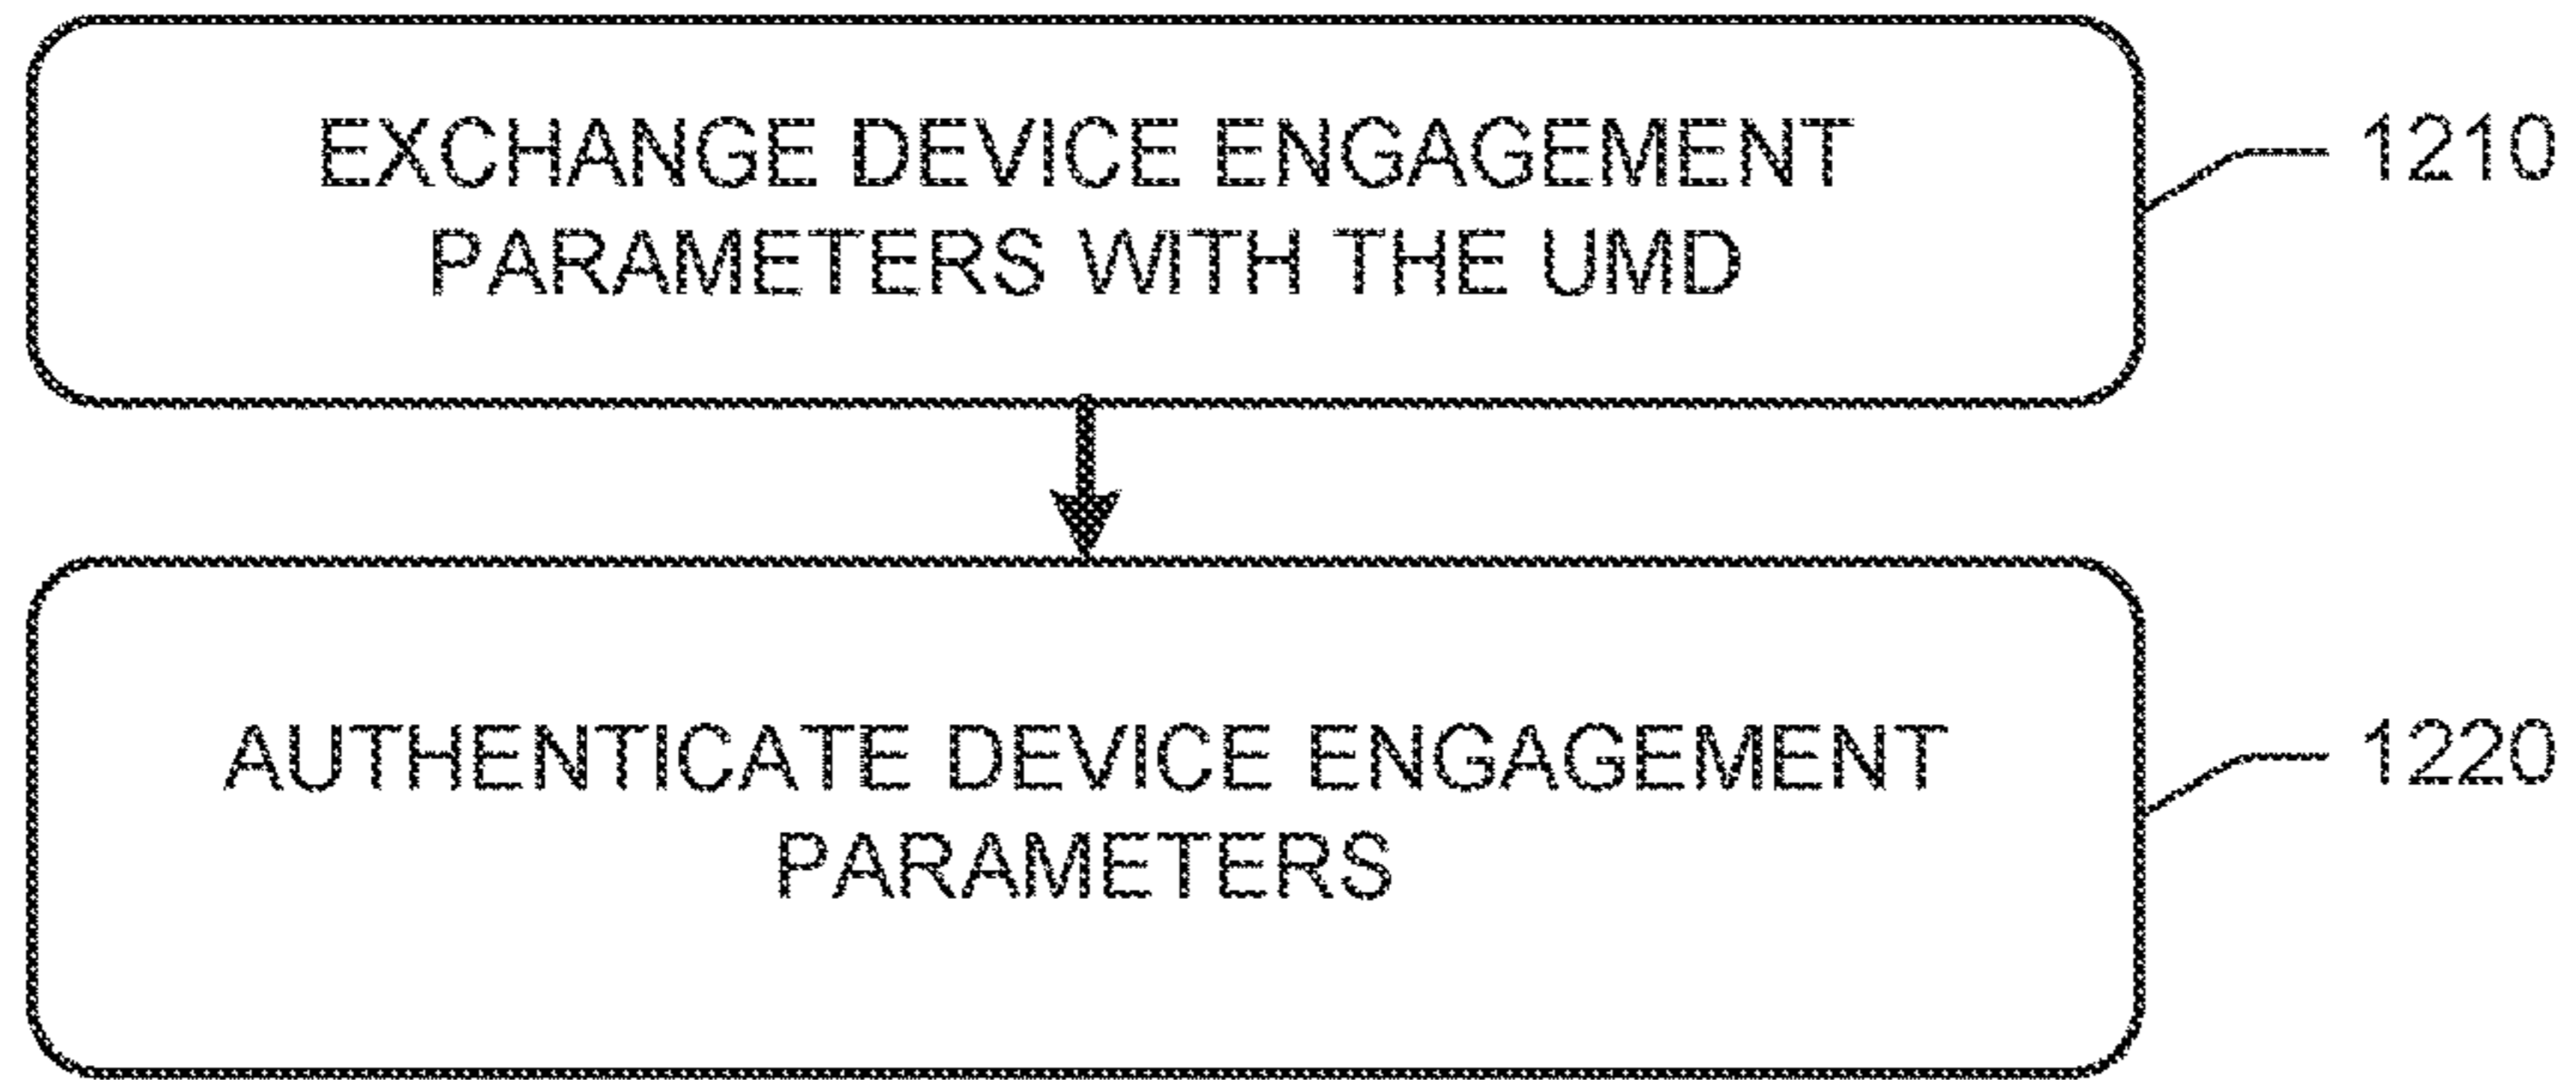 EXCHANGE DEVICE ENGAGEMENT
PARAMETERS WITH THE UMD
1210
AUTHENTICATE DEVICE ENGAGEMENT
PARAMETERS
1220